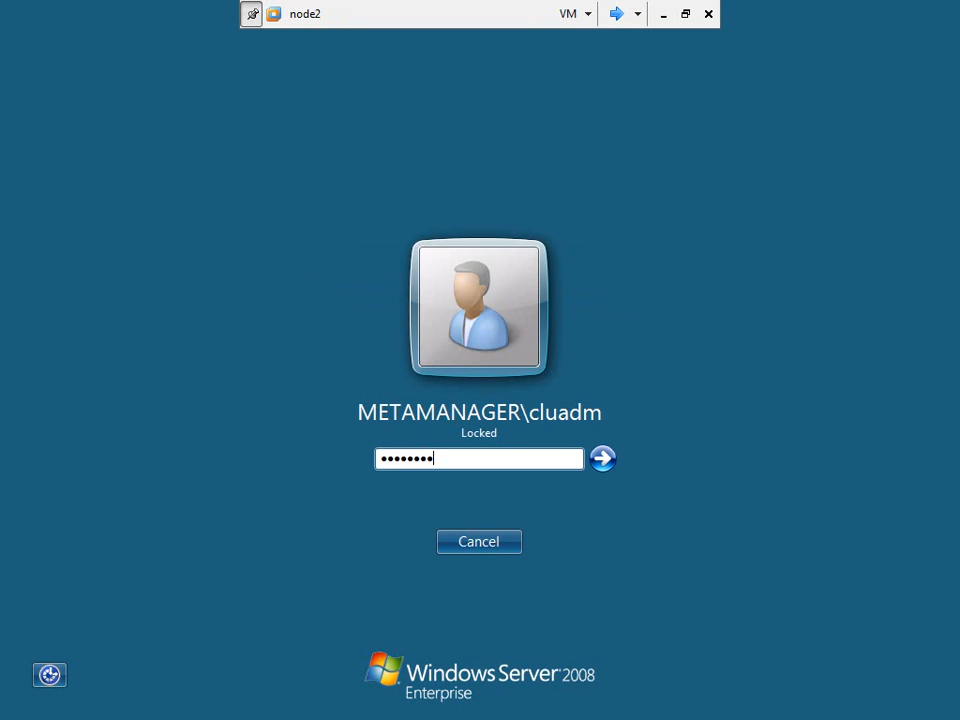 node2
VM
METAMANAGER\cluadm
Locked
••••••••
Cancel
Windows Server 2008
Enterprise